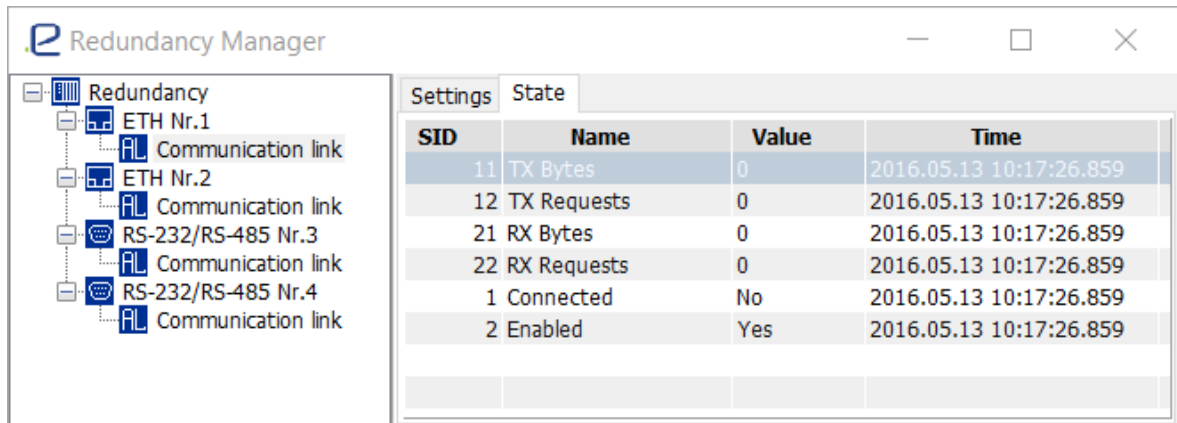 Redundancy Manager
Redundancy
ETH Nr.1
Communication link
ETH Nr.2
Communication link
RS-232/RS-485 Nr.3
Communication link
RS-232/RS-485 Nr.4
Communication link
Settings State
SID Name Value Time
11 TX Bytes 0 2016.05.13 10:17:26.859
12 TX Requests 0 2016.05.13 10:17:26.859
21 RX Bytes 0 2016.05.13 10:17:26.859
22 RX Requests 0 2016.05.13 10:17:26.859
1 Connected No 2016.05.13 10:17:26.859
2 Enabled Yes 2016.05.13 10:17:26.859